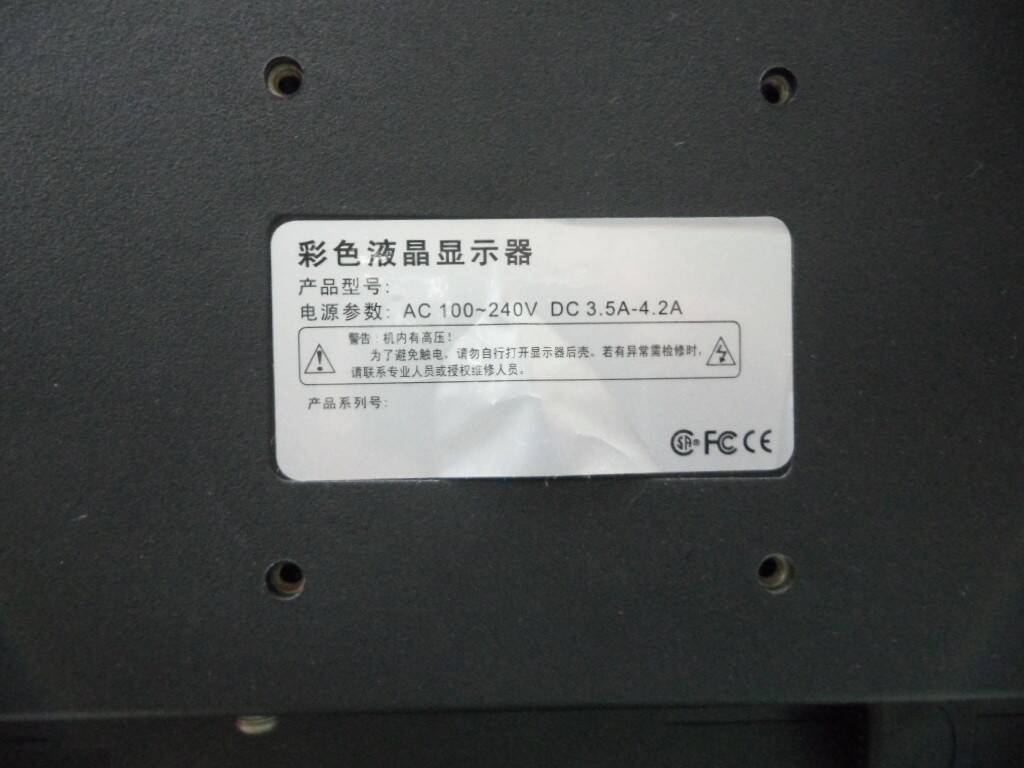 彩色液晶显示器
产品型号:
电源参数: AC 100~240V DC 3.5A-4.2A
警告: 机内有高压!
为了避免触电, 请勿自行打开显示器后壳。若有异常需检修时,
请联系专业人员或授权维修人员。
产品系列号:
SA® FC CE